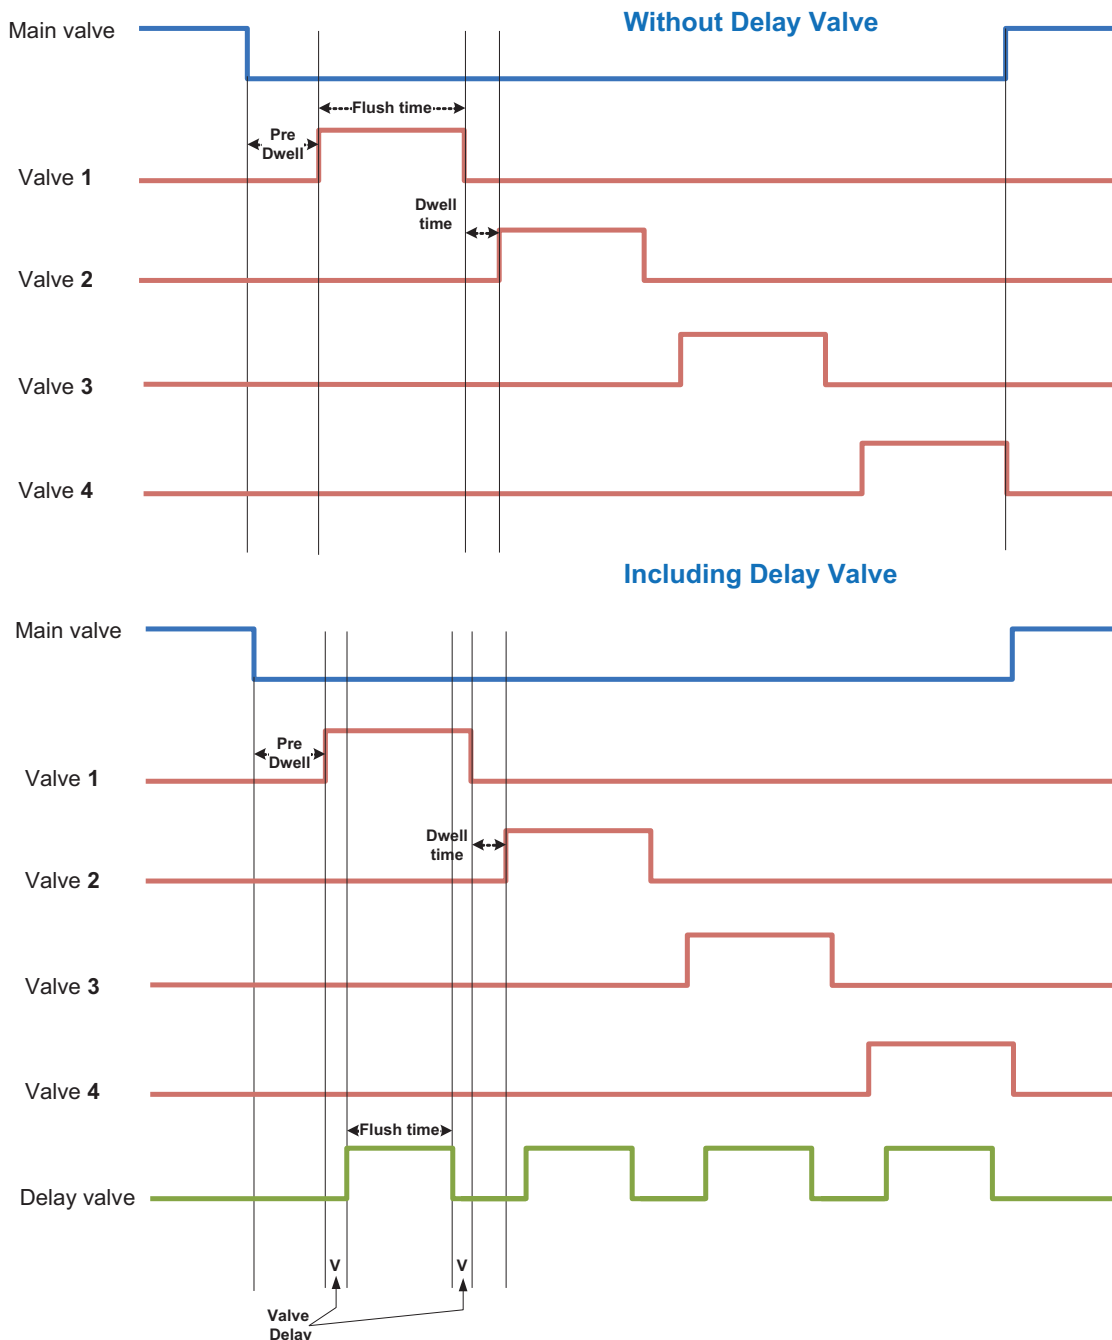 Without Delay Valve
Main valve
Flush time
Pre
Dwell
Valve 1
Dwell
time
Valve 2
Valve 3
Valve 4
Including Delay Valve
Main valve
Pre
Dwell
Valve 1
Dwell
time
Valve 2
Valve 3
Valve 4
Flush time
Delay valve
V V
Valve
Delay